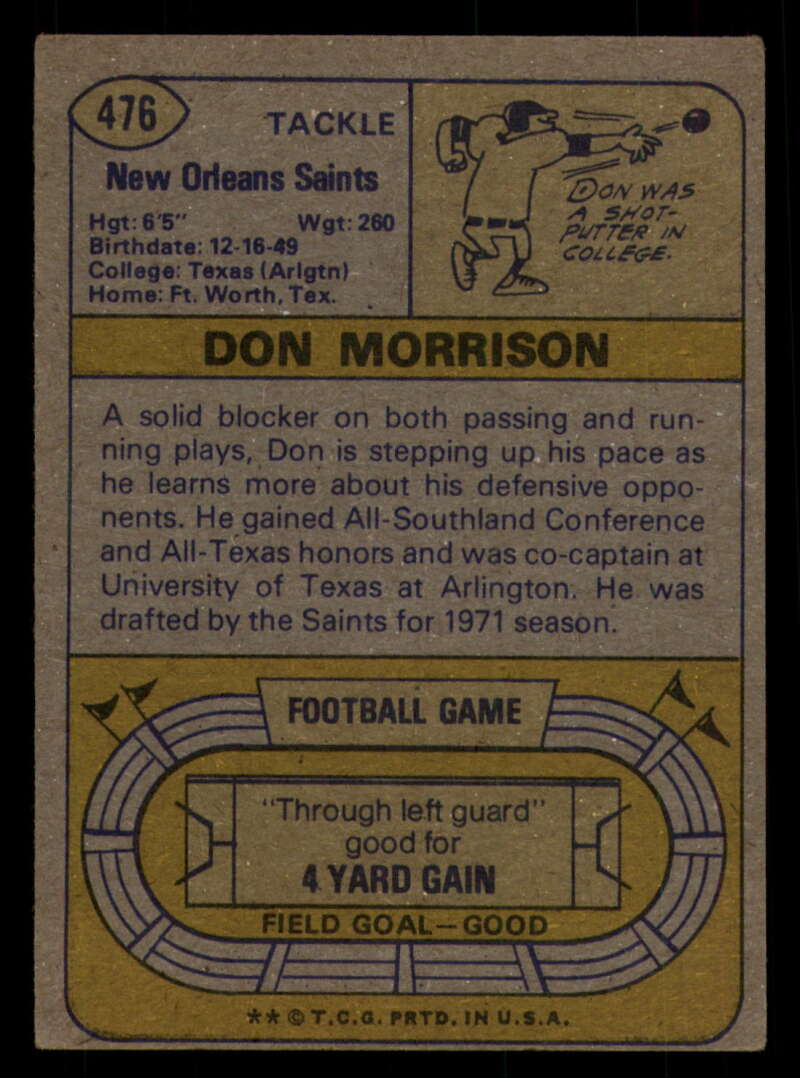 476
TACKLE
New Orleans Saints
Hgt: 6'5" Wgt: 260
Birthdate: 12-16-49
College: Texas (Arlgtn)
Home: Ft. Worth, Tex.
DON WAS
A SHOT-
PUTTER IN
COLLEGE.
DON MORRISON
A solid blocker on both passing and run-
ning plays, Don is stepping up his pace as
he learns more about his defensive oppo-
nents. He gained All-Southland Conference
and All-Texas honors and was co-captain at
University of Texas at Arlington. He was
drafted by the Saints for 1971 season.
FOOTBALL GAME
"Through left guard"
good for
4 YARD GAIN
FIELD GOAL—GOOD
** © T.C.G. PRTD. IN U.S.A.